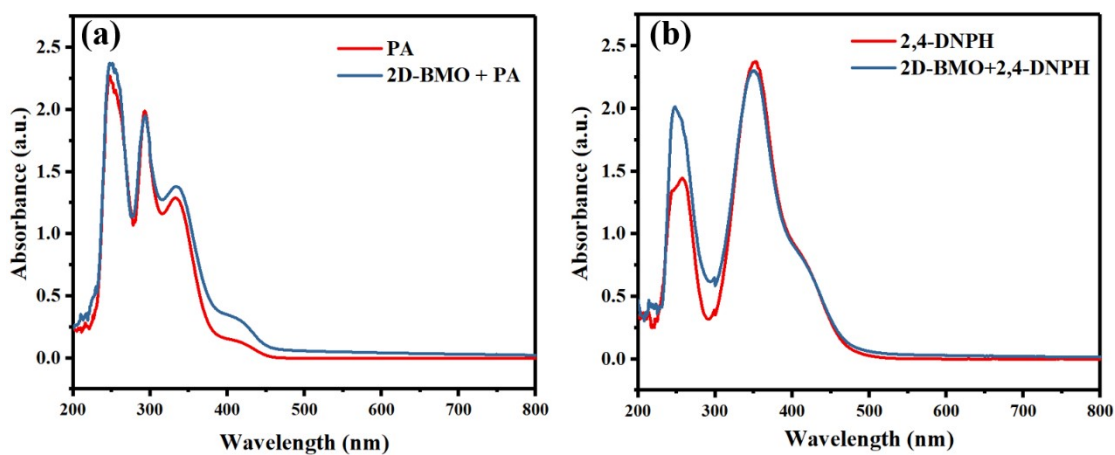 (a)
PA
2D-BMO + PA
Absorbance (a.u.)
2.5
2.0
1.5
1.0
0.5
0.0
200 300 400 500 600 700 800
Wavelength (nm)
(b)
2,4-DNPH
2D-BMO+2,4-DNPH
Absorbance (a.u.)
2.5
2.0
1.5
1.0
0.5
0.0
200 300 400 500 600 700 800
Wavelength (nm)